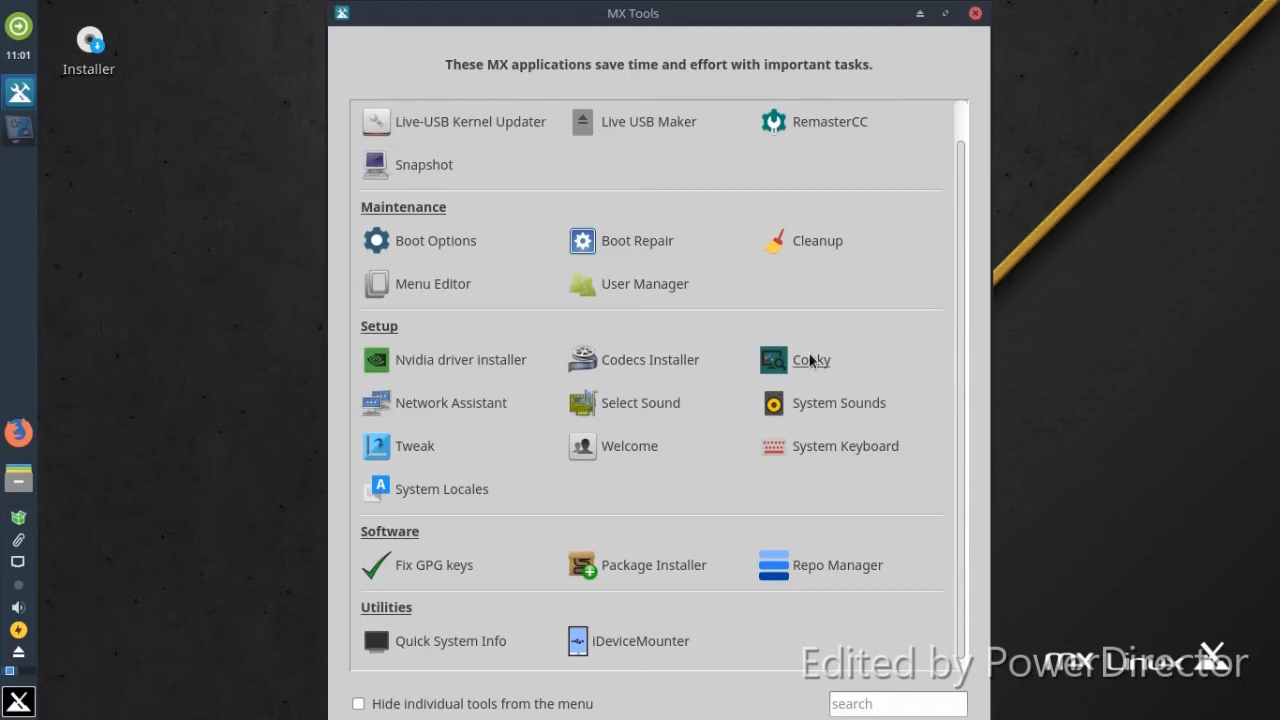 MX Tools
11:01
Installer
These MX applications save time and effort with important tasks.
Live-USB Kernel Updater Live USB Maker RemasterCC
Snapshot
Maintenance
Boot Options Boot Repair Cleanup
Menu Editor User Manager
Setup
Nvidia driver installer Codecs Installer Conky
Network Assistant Select Sound System Sounds
Tweak Welcome System Keyboard
System Locales
Software
Fix GPG keys Package Installer Repo Manager
Utilities
Quick System Info iDeviceMounter
Edited by PowerDirector
MX Linux
Hide individual tools from the menu search